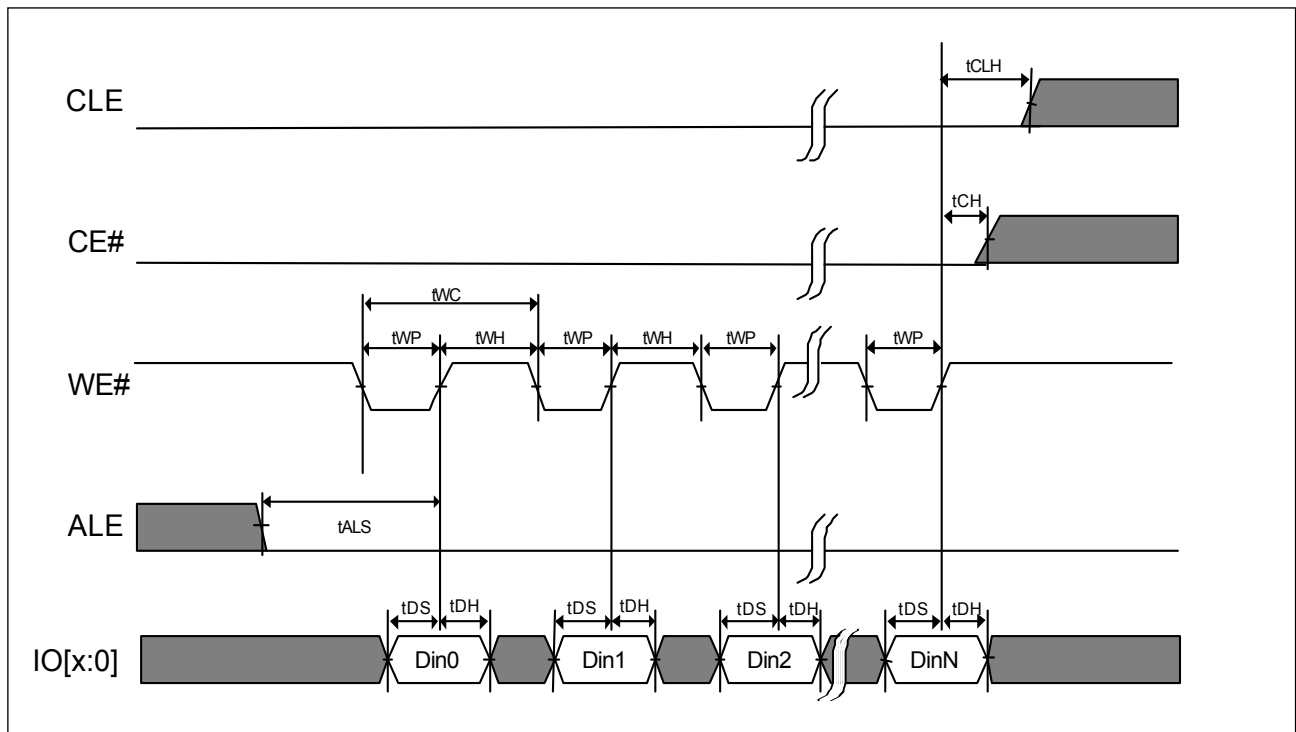 tCLH
CLE
tCH
CE#
tWC
tWP tWH tWP tWH tWP tWP
WE#
ALE
tALS
tDS tDH tDS tDH tDS tDH tDS tDH
IO[x:0] Din0 Din1 Din2 DinN